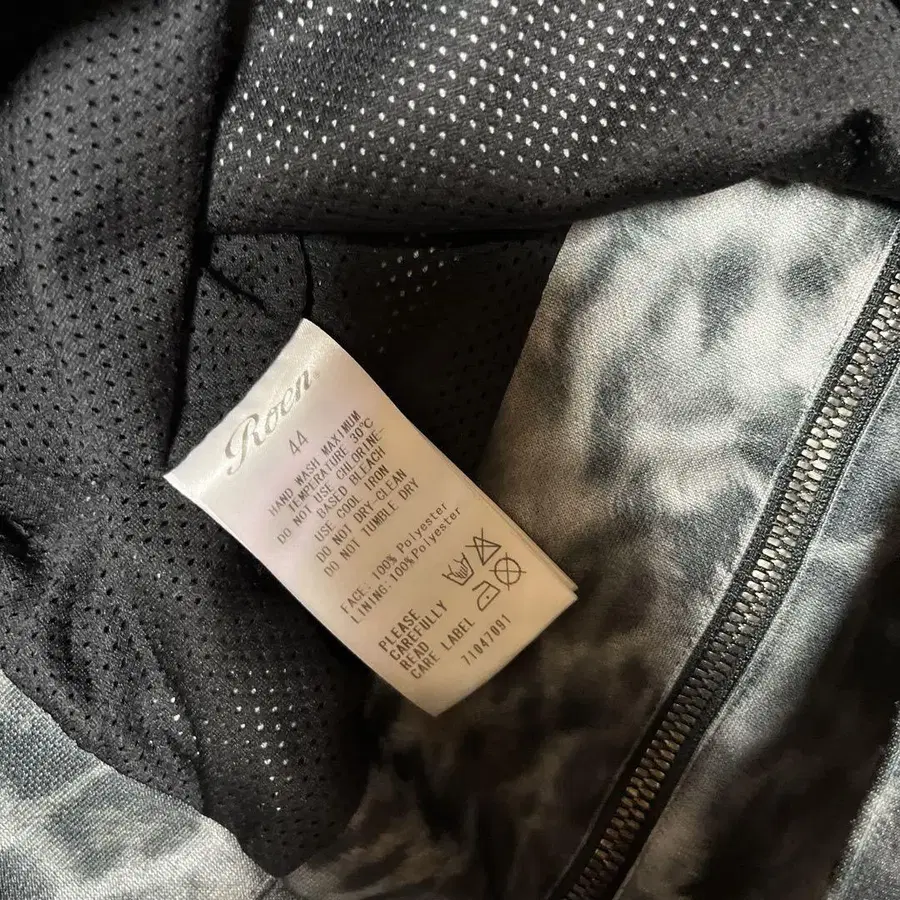 Roen
44
HAND WASH MAXIMUM
TEMPERATURE 30°C
DO NOT USE CHLORINE-
BASED BLEACH
USE COOL IRON
DO NOT DRY-CLEAN
DO NOT TUMBLE DRY
FACE: 100% Polyester
LINING: 100%Polyester
PLEASE
CAREFULLY
READ
CARE LABEL
71047091